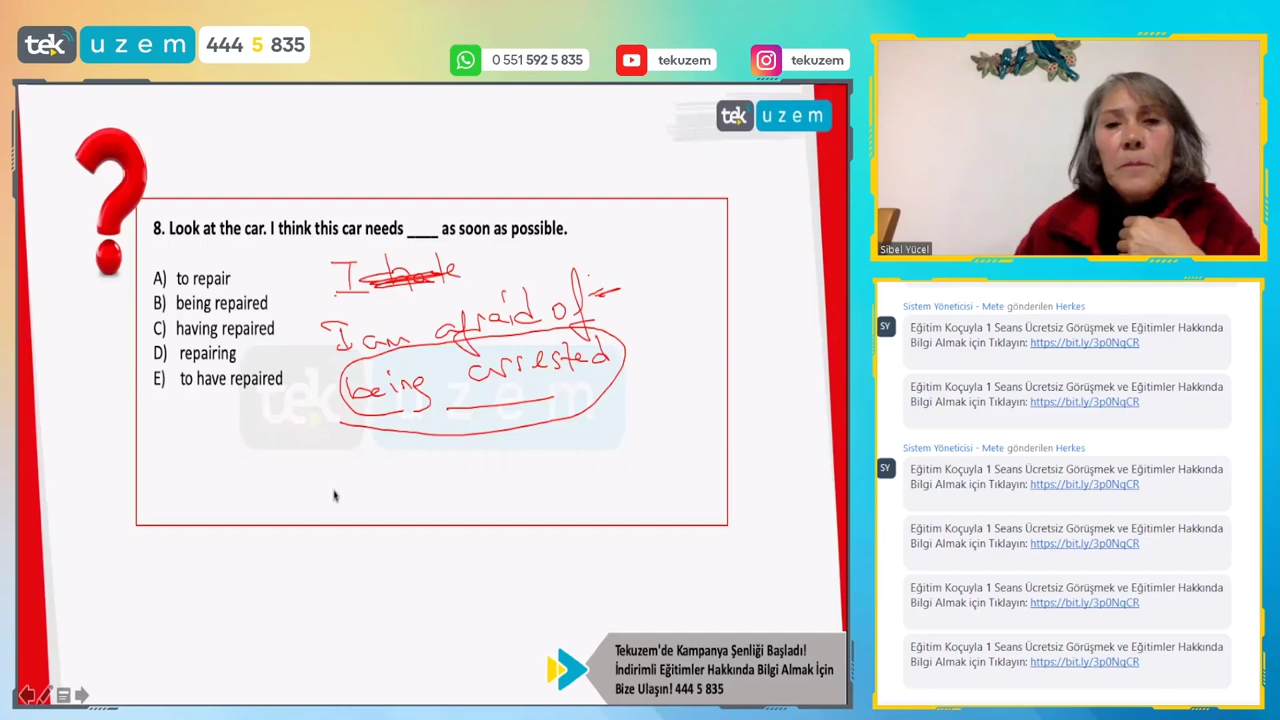 tek uzem 444 5 835
0 551 592 5 835
tekuzem
tekuzem
tek uzem
8. Look at the car. I think this car needs ____ as soon as possible.
A) to repair
B) being repaired
C) having repaired
D) repairing
E) to have repaired
I
I am afraid of
being arrested
tek uzem
Tekuzem'de Kampanya Şenliği Başladı!
İndirimli Eğitimler Hakkında Bilgi Almak İçin
Bize Ulaşın! 444 5 835
Sibel Yücel
Sistem Yöneticisi - Mete gönderilen Herkes
SY
Eğitim Koçuyla 1 Seans Ücretsiz Görüşmek ve Eğitimler Hakkında
Bilgi Almak için Tıklayın: https://bit.ly/3p0NqCR
Eğitim Koçuyla 1 Seans Ücretsiz Görüşmek ve Eğitimler Hakkında
Bilgi Almak için Tıklayın: https://bit.ly/3p0NqCR
Sistem Yöneticisi - Mete gönderilen Herkes
SY
Eğitim Koçuyla 1 Seans Ücretsiz Görüşmek ve Eğitimler Hakkında
Bilgi Almak için Tıklayın: https://bit.ly/3p0NqCR
Eğitim Koçuyla 1 Seans Ücretsiz Görüşmek ve Eğitimler Hakkında
Bilgi Almak için Tıklayın: https://bit.ly/3p0NqCR
Eğitim Koçuyla 1 Seans Ücretsiz Görüşmek ve Eğitimler Hakkında
Bilgi Almak için Tıklayın: https://bit.ly/3p0NqCR
Eğitim Koçuyla 1 Seans Ücretsiz Görüşmek ve Eğitimler Hakkında
Bilgi Almak için Tıklayın: https://bit.ly/3p0NqCR